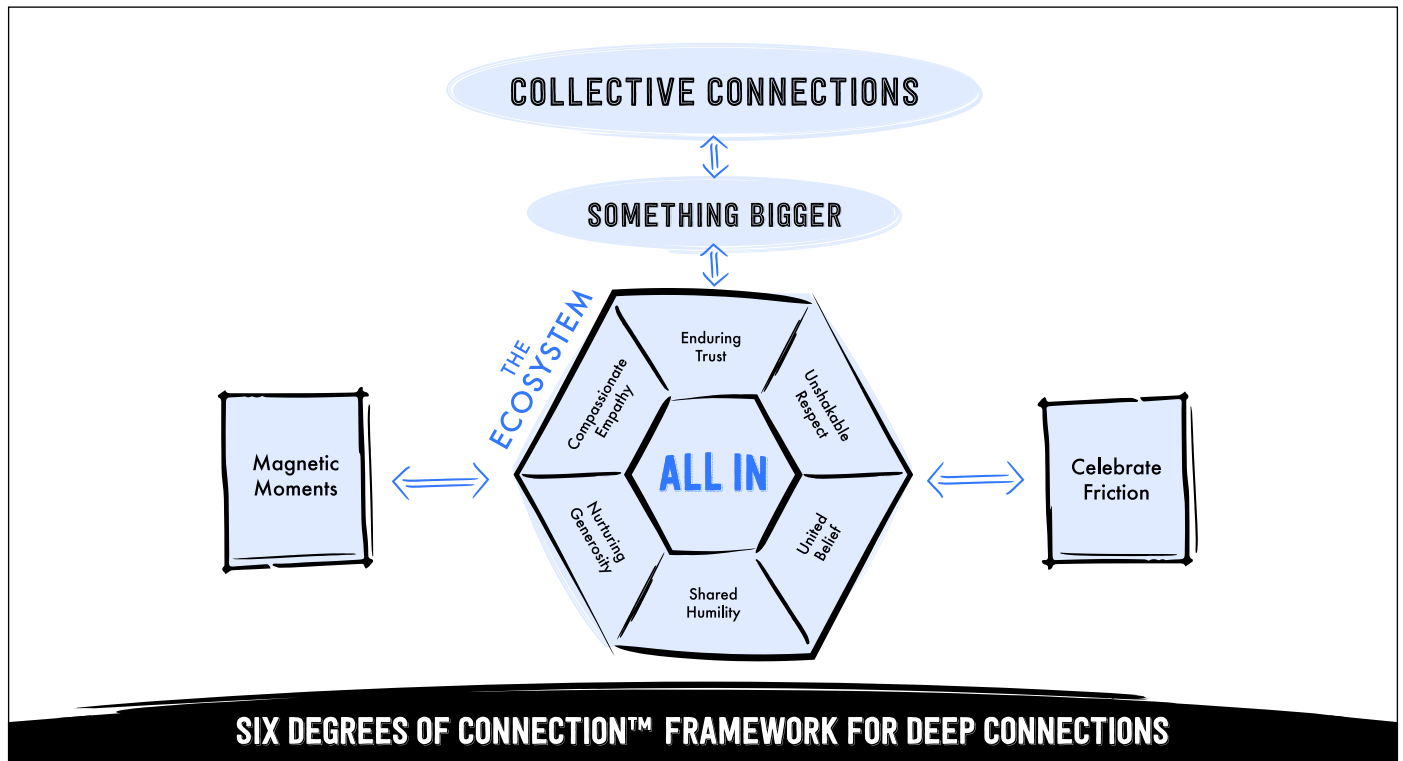 COLLECTIVE CONNECTIONS
SOMETHING BIGGER
THE
ECOSYSTEM
Enduring
Trust
Compassionate
Empathy
Unshakable
Respect
ALL IN
Magnetic
Moments
Celebrate
Friction
Nurturing
Generosity
United
Belief
Shared
Humility
SIX DEGREES OF CONNECTION™ FRAMEWORK FOR DEEP CONNECTIONS